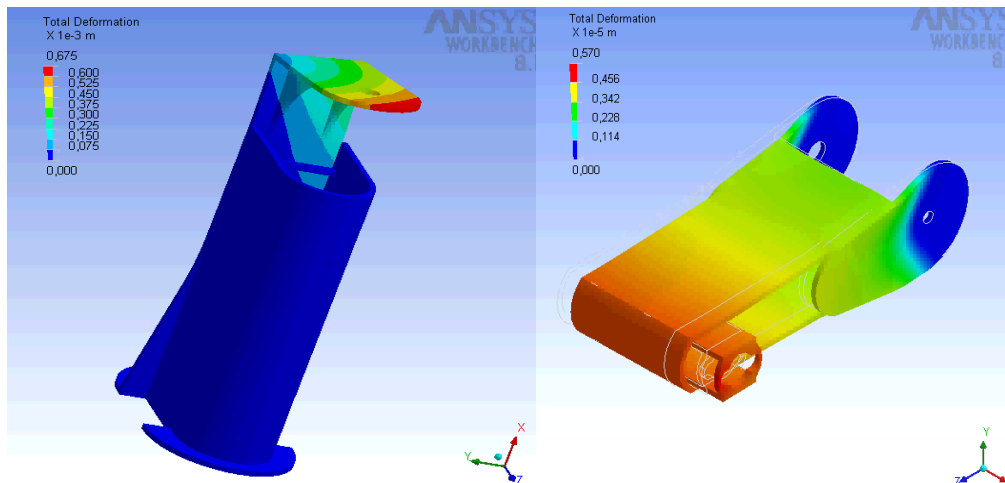 Total Deformation
X 1e-3 m
0,675
0,600
0,525
0,450
0,375
0,300
0,225
0,150
0,075
0,000
ANSYS
WORKBENCH
8.
X
Y
Z
Total Deformation
X 1e-5 m
0,570
0,456
0,342
0,228
0,114
0,000
ANSYS
WORKBENCH
8.
Y
Z